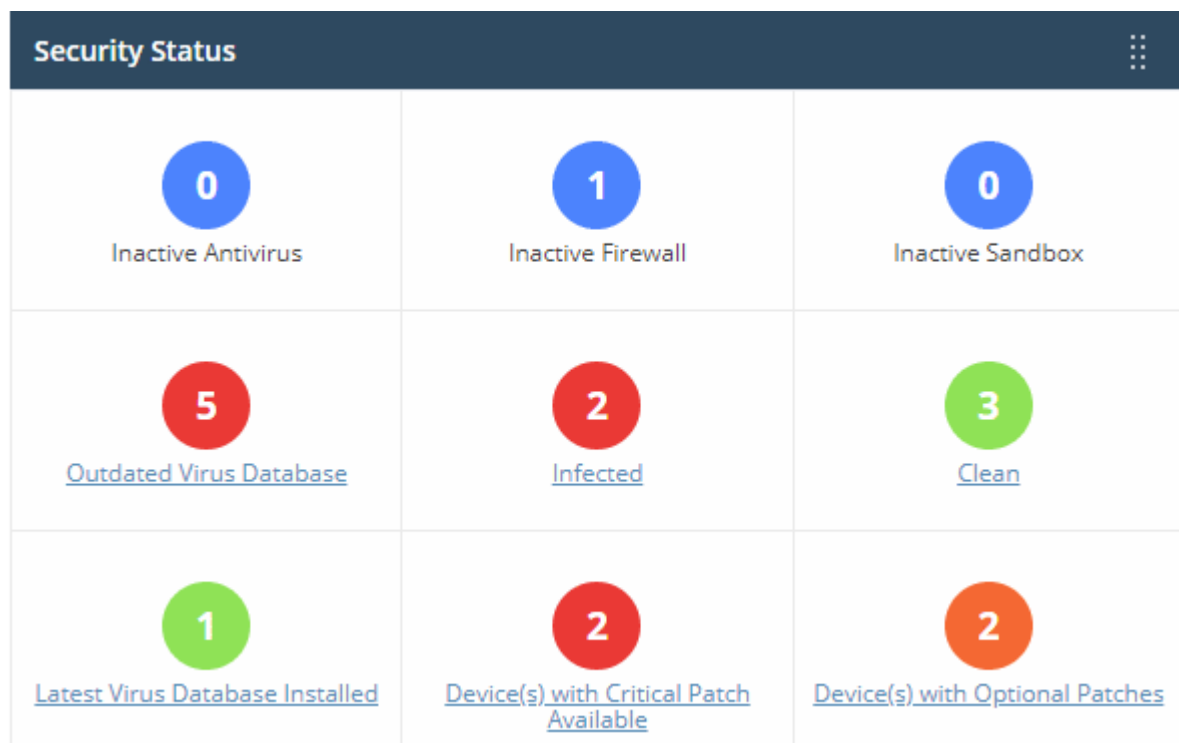 Security Status
0
1
0
Inactive Antivirus
Inactive Firewall
Inactive Sandbox
5
2
3
Outdated Virus Database
Infected
Clean
1
2
2
Latest Virus Database Installed
Device(s) with Critical Patch
Available
Device(s) with Optional Patches